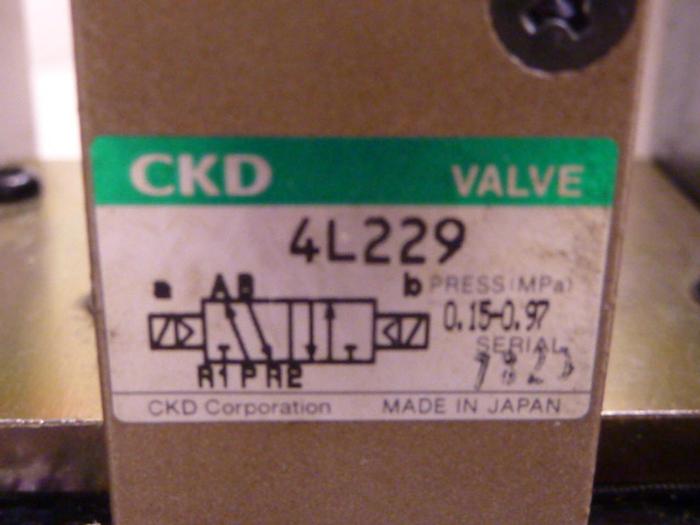 CKD VALVE
4L229
a AB b PRESS(MPa)
0.15-0.97
SERIAL
R1PR2
CKD Corporation MADE IN JAPAN